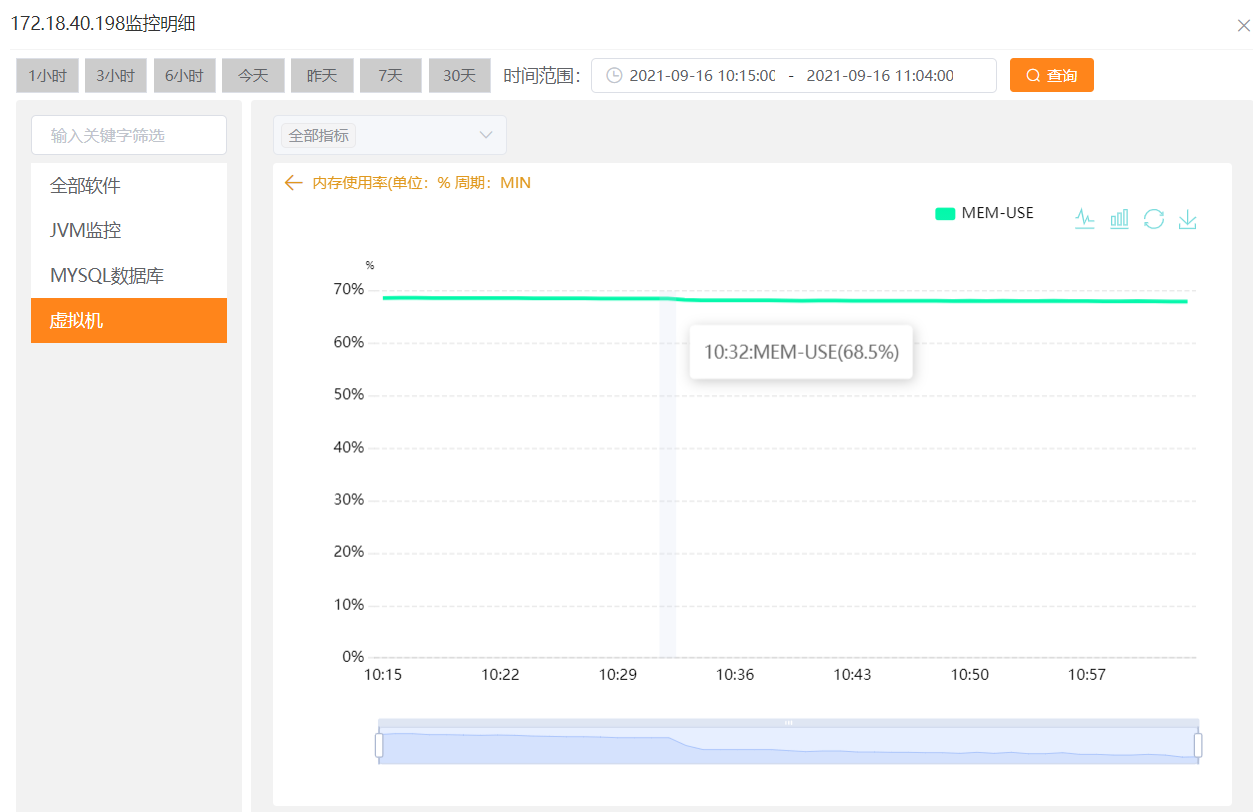 172.18.40.198监控明细
1小时 3小时 6小时 今天 昨天 7天 30天 时间范围： 2021-09-16 10:15:00 - 2021-09-16 11:04:00 查询
输入关键字筛选
全部软件
JVM监控
MYSQL数据库
虚拟机
全部指标
内存使用率(单位：% 周期：MIN
MEM-USE
%
70%
60%
10:32:MEM-USE(68.5%)
50%
40%
30%
20%
10%
0%
10:15 10:22 10:29 10:36 10:43 10:50 10:57